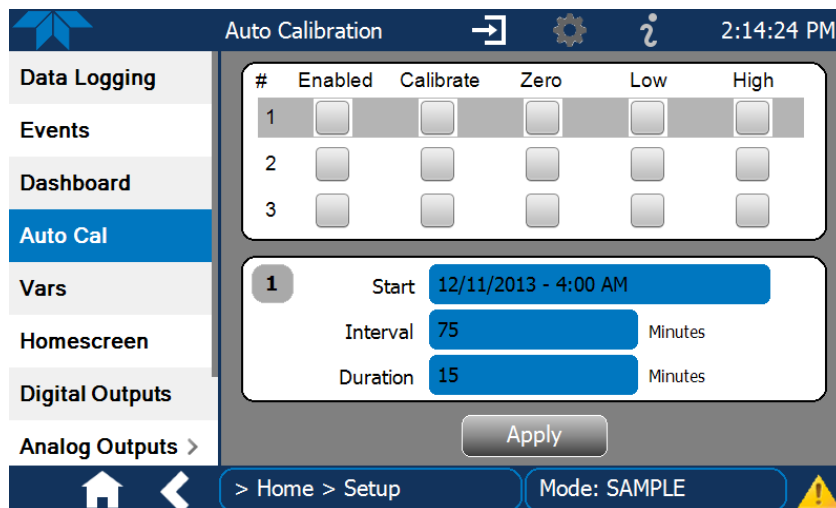 Auto Calibration 2:14:24 PM
Data Logging
Events
Dashboard
Auto Cal
Vars
Homescreen
Digital Outputs
Analog Outputs >
# Enabled Calibrate Zero Low High
1
2
3
1
Start 12/11/2013 - 4:00 AM
Interval 75 Minutes
Duration 15 Minutes
Apply
> Home > Setup Mode: SAMPLE